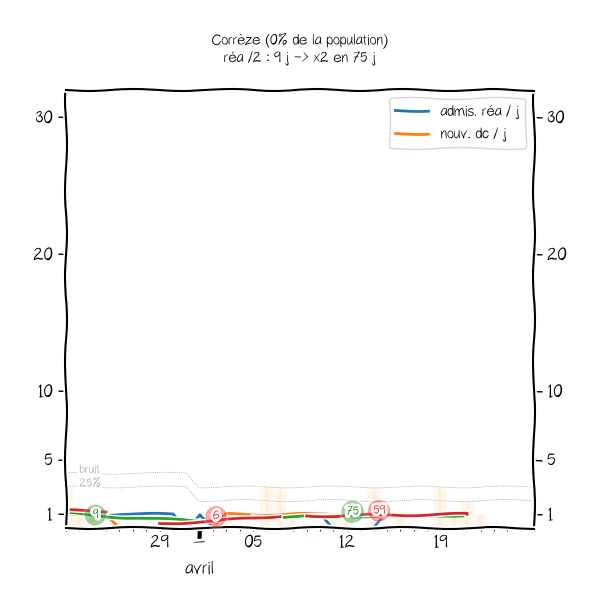 Corrèze (0% de la population)
réa /2 : 9 j -> x2 en 75 j
admis. réa / j
nouv. dc / j
30 30
20 20
10 10
5 5
bruit
25%
1 9 6 75 59 1
29 1 05 12 19
avril